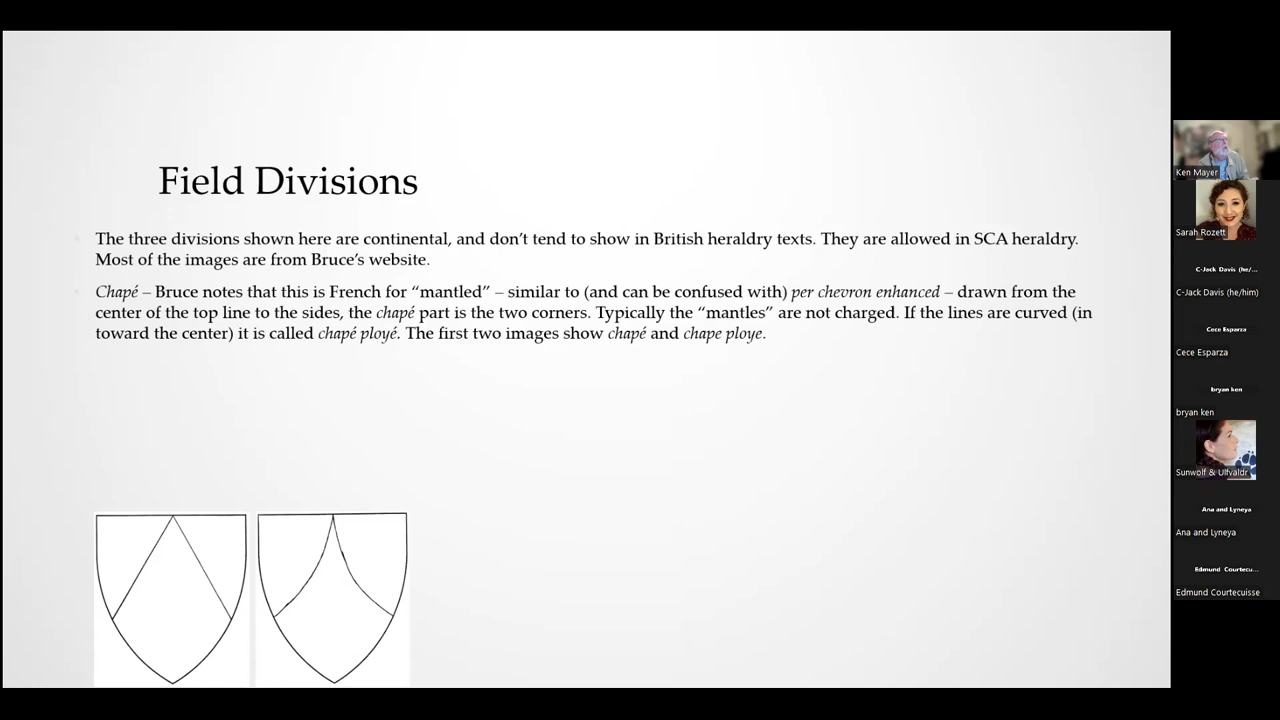 Field Divisions
The three divisions shown here are continental, and don't tend to show in British heraldry texts. They are allowed in SCA heraldry.
Most of the images are from Bruce's website.
Chapé – Bruce notes that this is French for “mantled” – similar to (and can be confused with) per chevron enhanced – drawn from the
center of the top line to the sides, the chapé part is the two corners. Typically the “mantles” are not charged. If the lines are curved (in
toward the center) it is called chapé ployé. The first two images show chapé and chape ploye.
Ken Mayer
Sarah Rozett
C-Jack Davis (he/...
C-Jack Davis (he/him)
Cece Esparza
Cece Esparza
bryan ken
bryan ken
Sunwolf & Ulfvaldr
Ana and Lyneya
Ana and Lyneya
Edmund Courtecu...
Edmund Courtecuisse